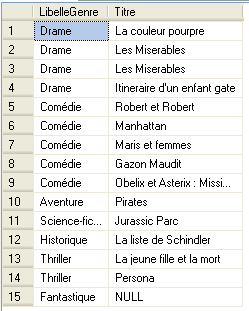 LibelleGenre Titre
1 Drame La couleur pourpre
2 Drame Les Miserables
3 Drame Les Miserables
4 Drame Itineraire d'un enfant gate
5 Comédie Robert et Robert
6 Comédie Manhattan
7 Comédie Maris et femmes
8 Comédie Gazon Maudit
9 Comédie Obelix et Asterix : Missi...
10 Aventure Pirates
11 Science-fic... Jurassic Parc
12 Historique La liste de Schindler
13 Thriller La jeune fille et la mort
14 Thriller Persona
15 Fantastique NULL